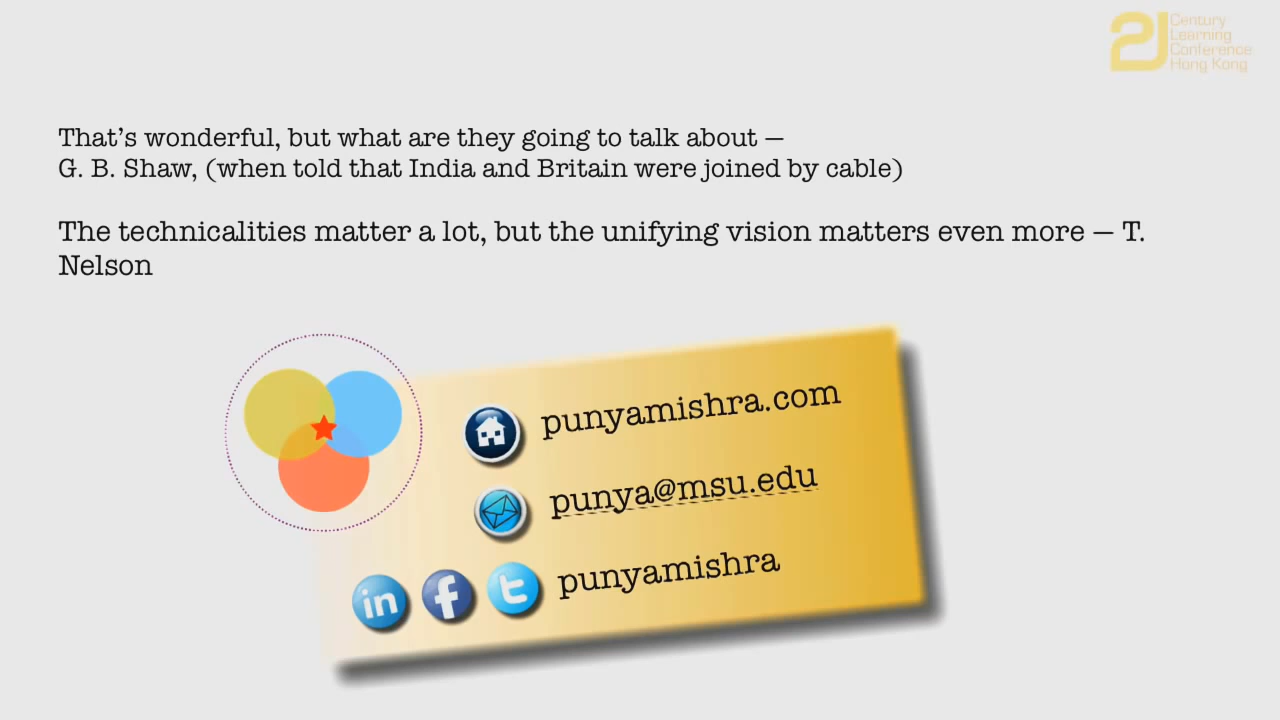 21
Century
Learning
Conference
Hong Kong
That's wonderful, but what are they going to talk about —
G. B. Shaw, (when told that India and Britain were joined by cable)
The technicalities matter a lot, but the unifying vision matters even more — T.
Nelson
punyamishra.com
punya@msu.edu
in f t punyamishra